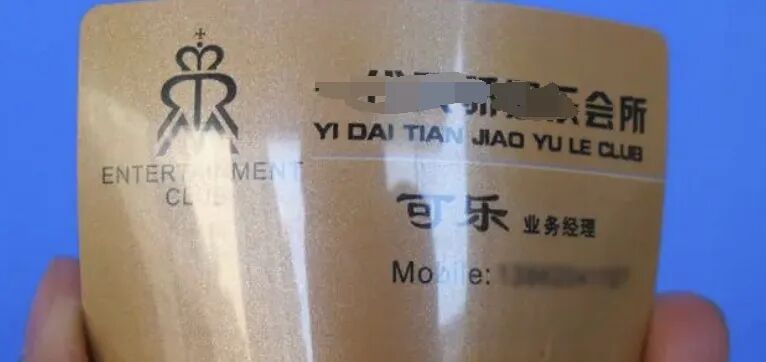 ENTERTAINMENT
CLUB
会所
YI DAI TIAN JIAO YU LE CLUB
可乐 业务经理
Mobile: